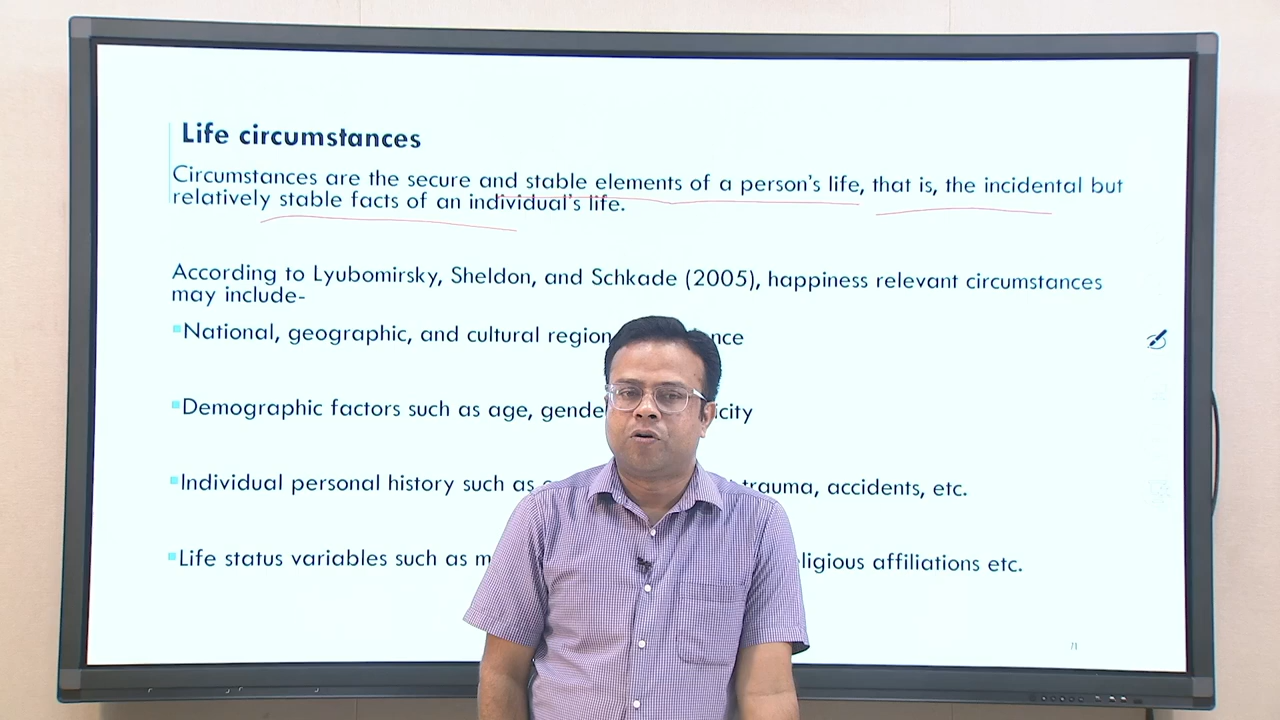 Life circumstances
Circumstances are the secure and stable elements of a person's life, that is, the incidental but
relatively stable facts of an individual's life.
According to Lyubomirsky, Sheldon, and Schkade (2005), happiness relevant circumstances
may include-
National, geographic, and cultural region
Demographic factors such as age,
Individual personal history such as trauma, accidents, etc.
Life status variables such as affiliations etc.